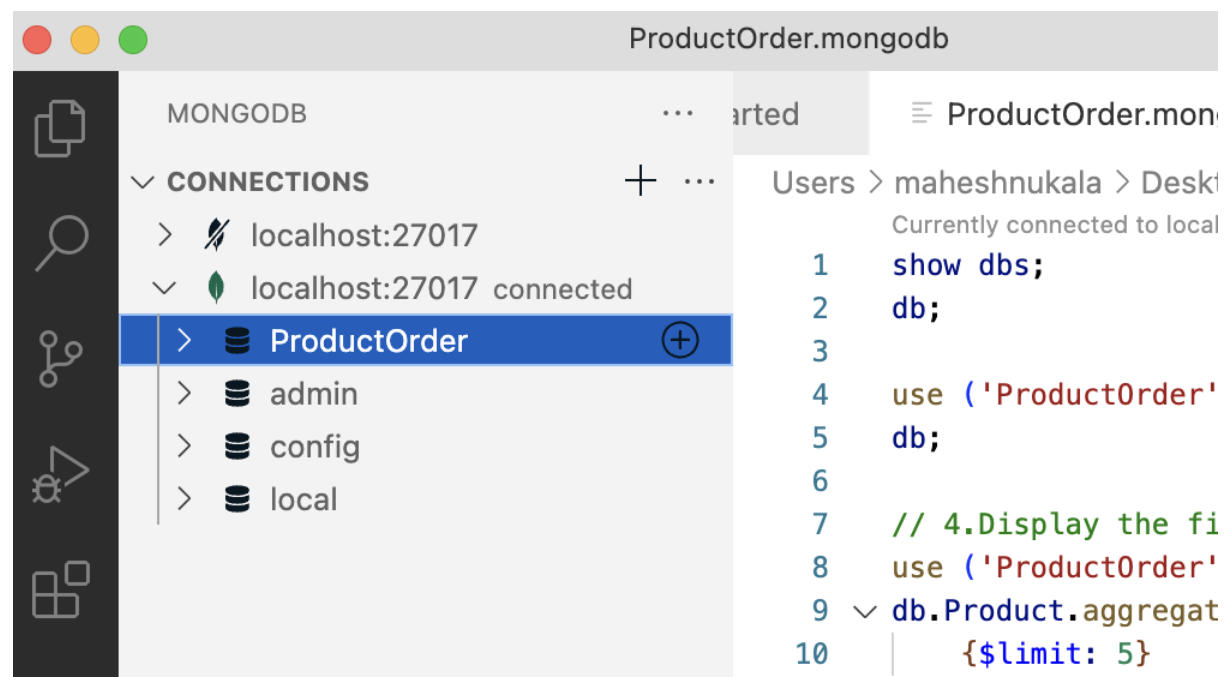 ProductOrder.mongodb
MONGODB ...
CONNECTIONS + ...
localhost:27017
localhost:27017 connected
ProductOrder
admin
config
local
arted
ProductOrder.mong
Users > maheshnukala > Deskt
Currently connected to local
1 show dbs;
2 db;
3
4 use ('ProductOrder'
5 db;
6
7 // 4.Display the fi
8 use ('ProductOrder'
9 db.Product.aggregat
10 {$limit: 5}